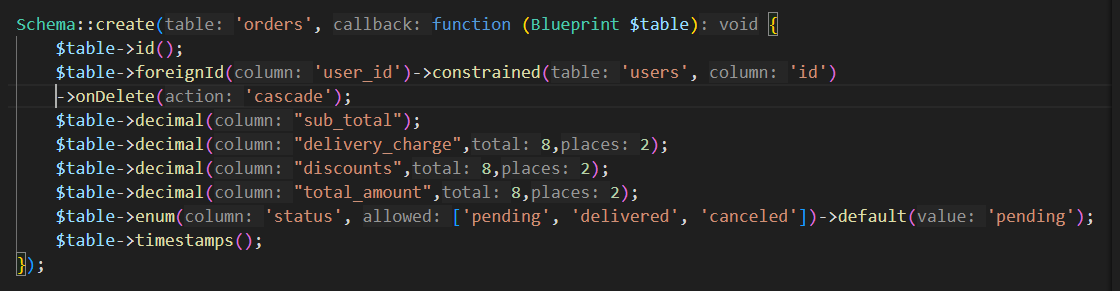 Schema::create(table: 'orders', callback: function (Blueprint $table): void {
$table->id();
$table->foreignId(column: 'user_id')->constrained(table: 'users', column: 'id')
->onDelete(action: 'cascade');
$table->decimal(column: "sub_total");
$table->decimal(column: "delivery_charge",total: 8,places: 2);
$table->decimal(column: "discounts",total: 8,places: 2);
$table->decimal(column: "total_amount",total: 8,places: 2);
$table->enum(column: 'status', allowed: ['pending', 'delivered', 'canceled'])->default(value: 'pending');
$table->timestamps();
});